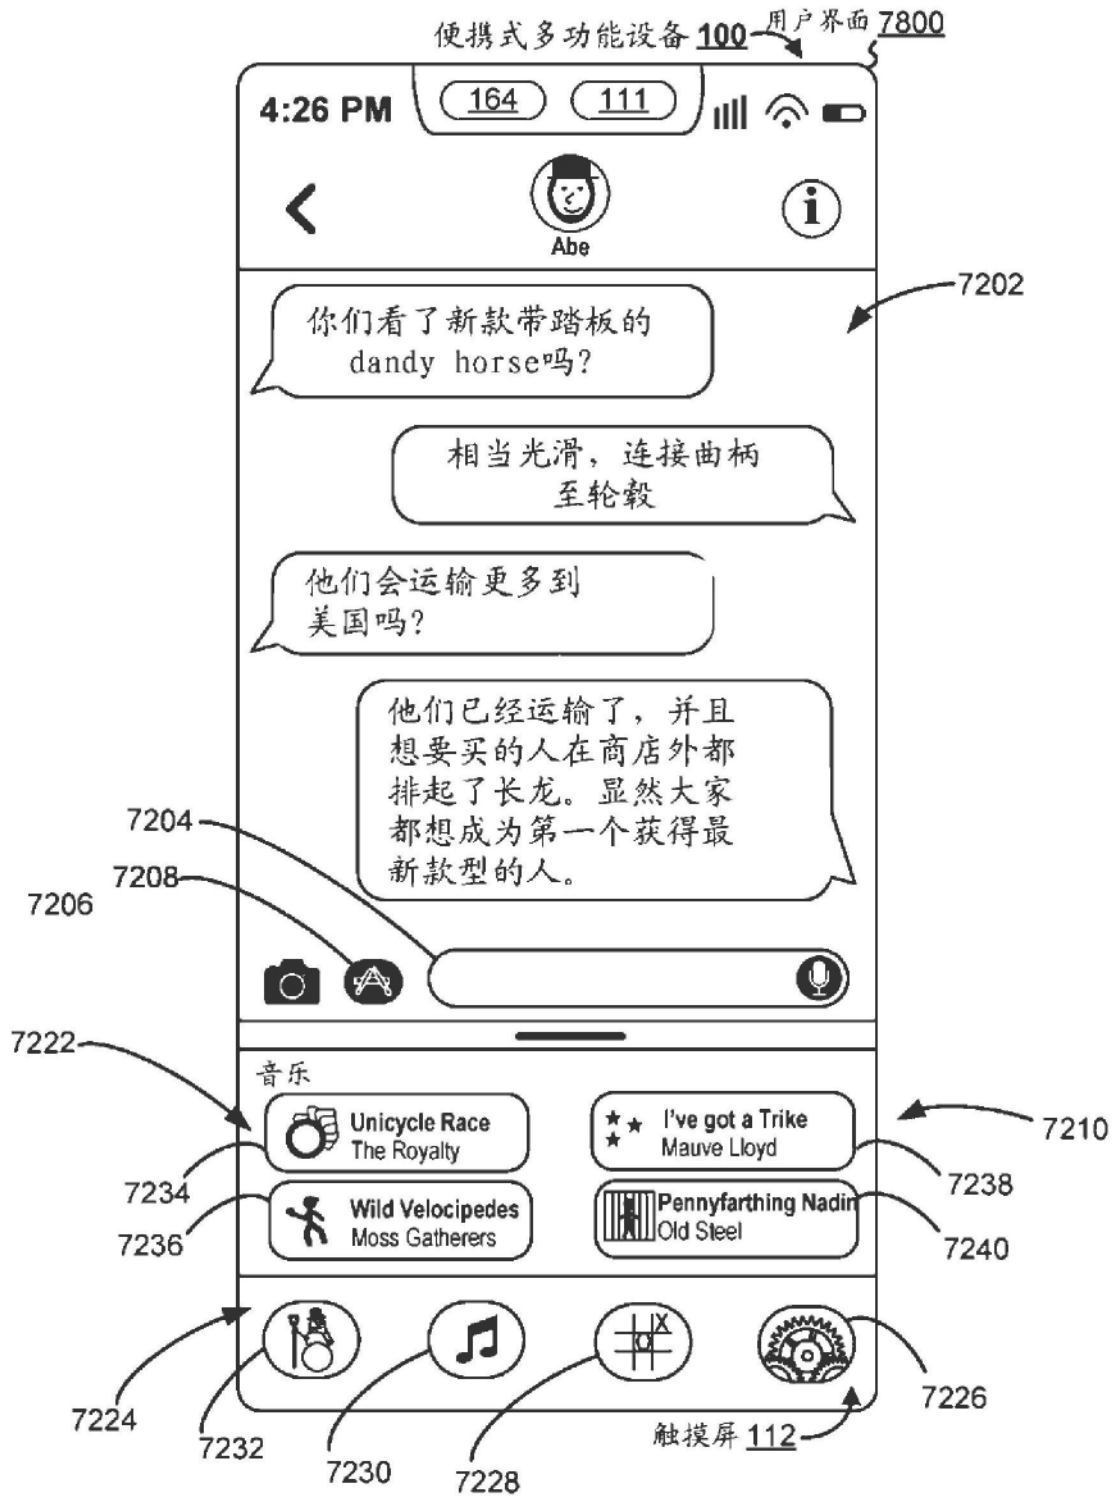 便携式多功能设备 100
用户界面 7800
4:26 PM
164
111
Abe
7202
你们看了新款带踏板的
dandy horse吗?
相当光滑，连接曲柄
至轮毂
他们会运输更多到
美国吗?
他们已经运输了，并且
想要买的人在商店外都
排起了长龙。显然大家
都想成为第一个获得最
新款型的人。
7204
7208
7206
7222
音乐
Unicycle Race
The Royalty
I've got a Trike
Mauve Lloyd
7210
7234
7238
Wild Velocipedes
Moss Gatherers
Pennyfarthing Nadin
Old Steel
7236
7240
X
7224
7232
7230
7228
7226
触摸屏 112